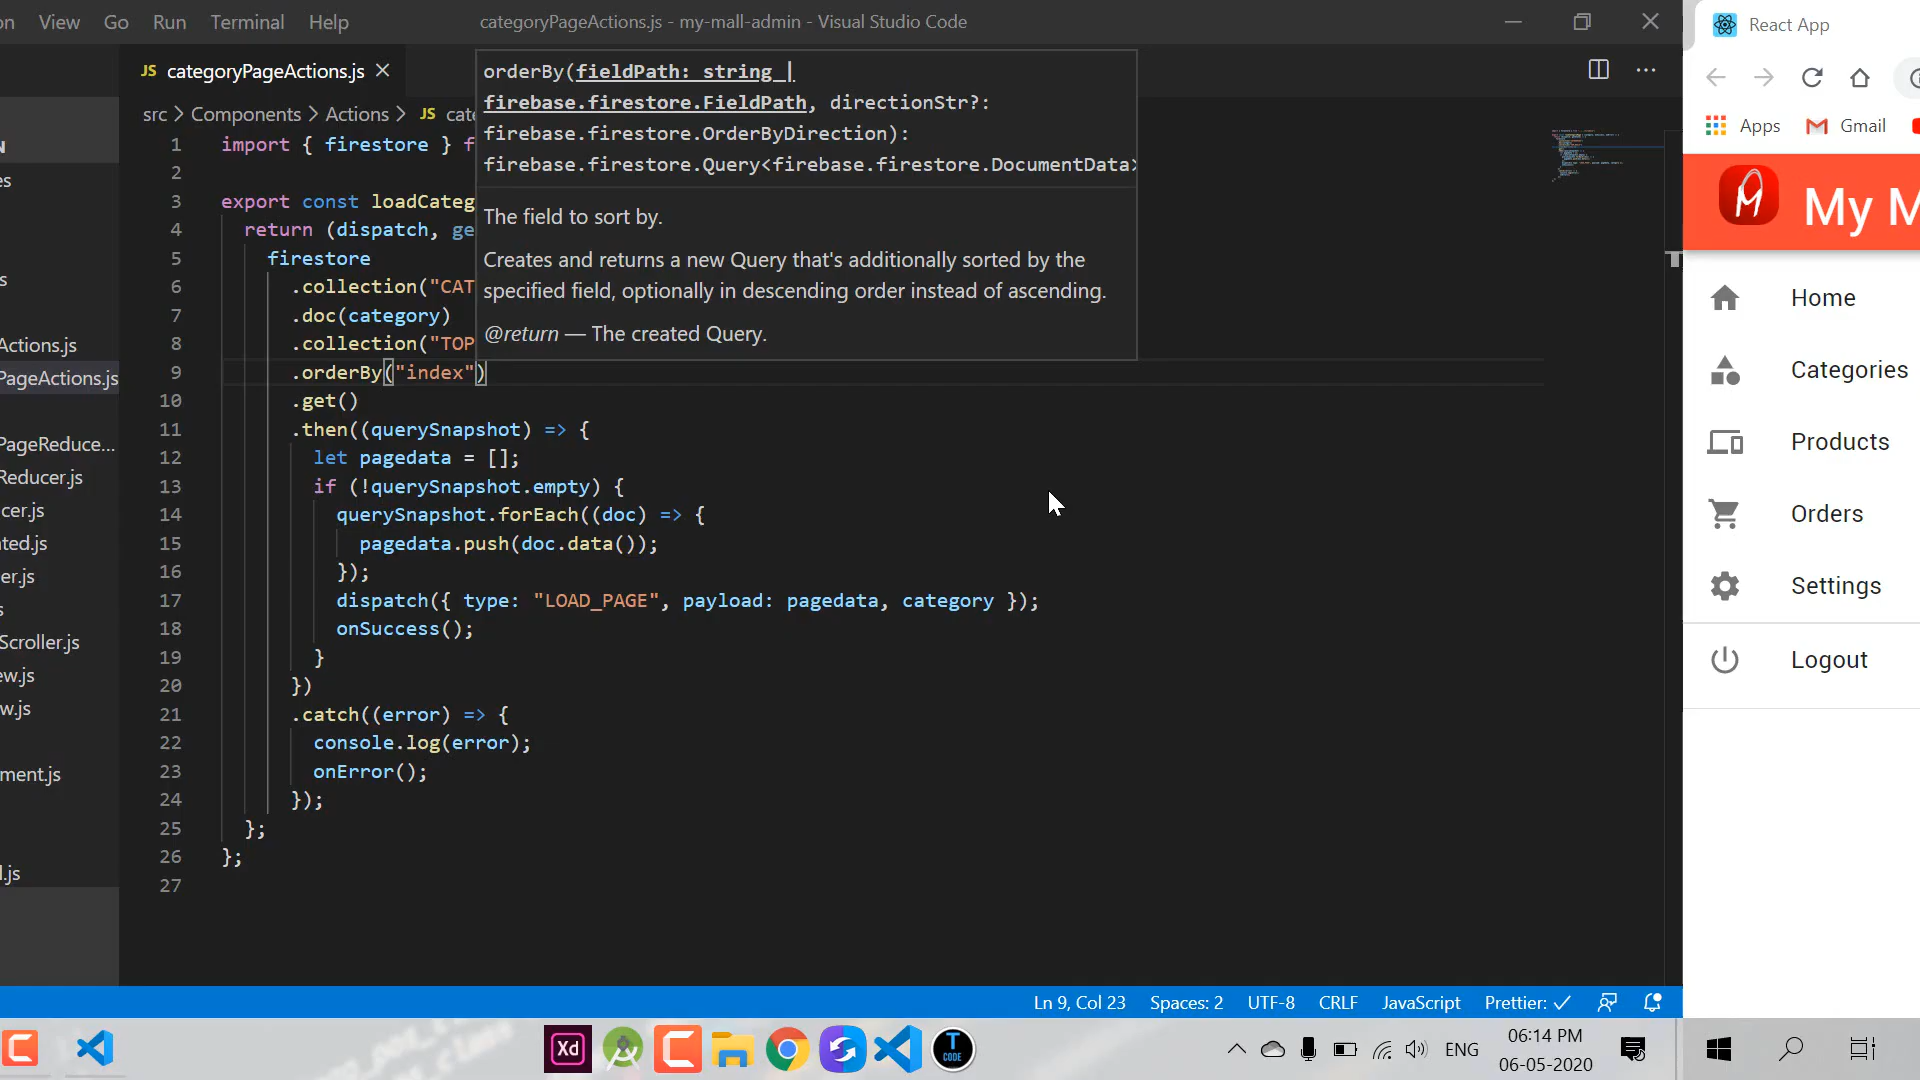 View Go Run Terminal Help
categoryPageActions.js - my-mall-admin - Visual Studio Code
JS categoryPageActions.js
src > Components > Actions > JS
orderBy(fieldPath: string |
firebase.firestore.FieldPath, directionStr?:
firebase.firestore.OrderByDirection):
firebase.firestore.Query<firebase.firestore.DocumentData>
The field to sort by.
Creates and returns a new Query that's additionally sorted by the
specified field, optionally in descending order instead of ascending.
@return — The created Query.
1 import { firestore } f
2
3 export const loadCateg
4 return (dispatch, ge
5 firestore
6 .collection("CAT
7 .doc(category)
8 .collection("TOP
9 .orderBy("index")
10 .get()
11 .then((querySnapshot) => {
12 let pagedata = [];
13 if (!querySnapshot.empty) {
14 querySnapshot.forEach((doc) => {
15 pagedata.push(doc.data());
16 });
17 dispatch({ type: "LOAD_PAGE", payload: pagedata, category });
18 onSuccess();
19 }
20 })
21 .catch((error) => {
22 console.log(error);
23 onError();
24 });
25 };
26 };
27
Actions.js
PageActions.js
PageReduce...
Reducer.js
cer.js
ated.js
er.js
Scroller.js
ew.js
w.js
ment.js
l.js
Ln 9, Col 23 Spaces: 2 UTF-8 CRLF JavaScript Prettier: ✓
React App
Apps Gmail
My M
Home
Categories
Products
Orders
Settings
Logout
Xd
T
CODE
ENG
06:14 PM
06-05-2020